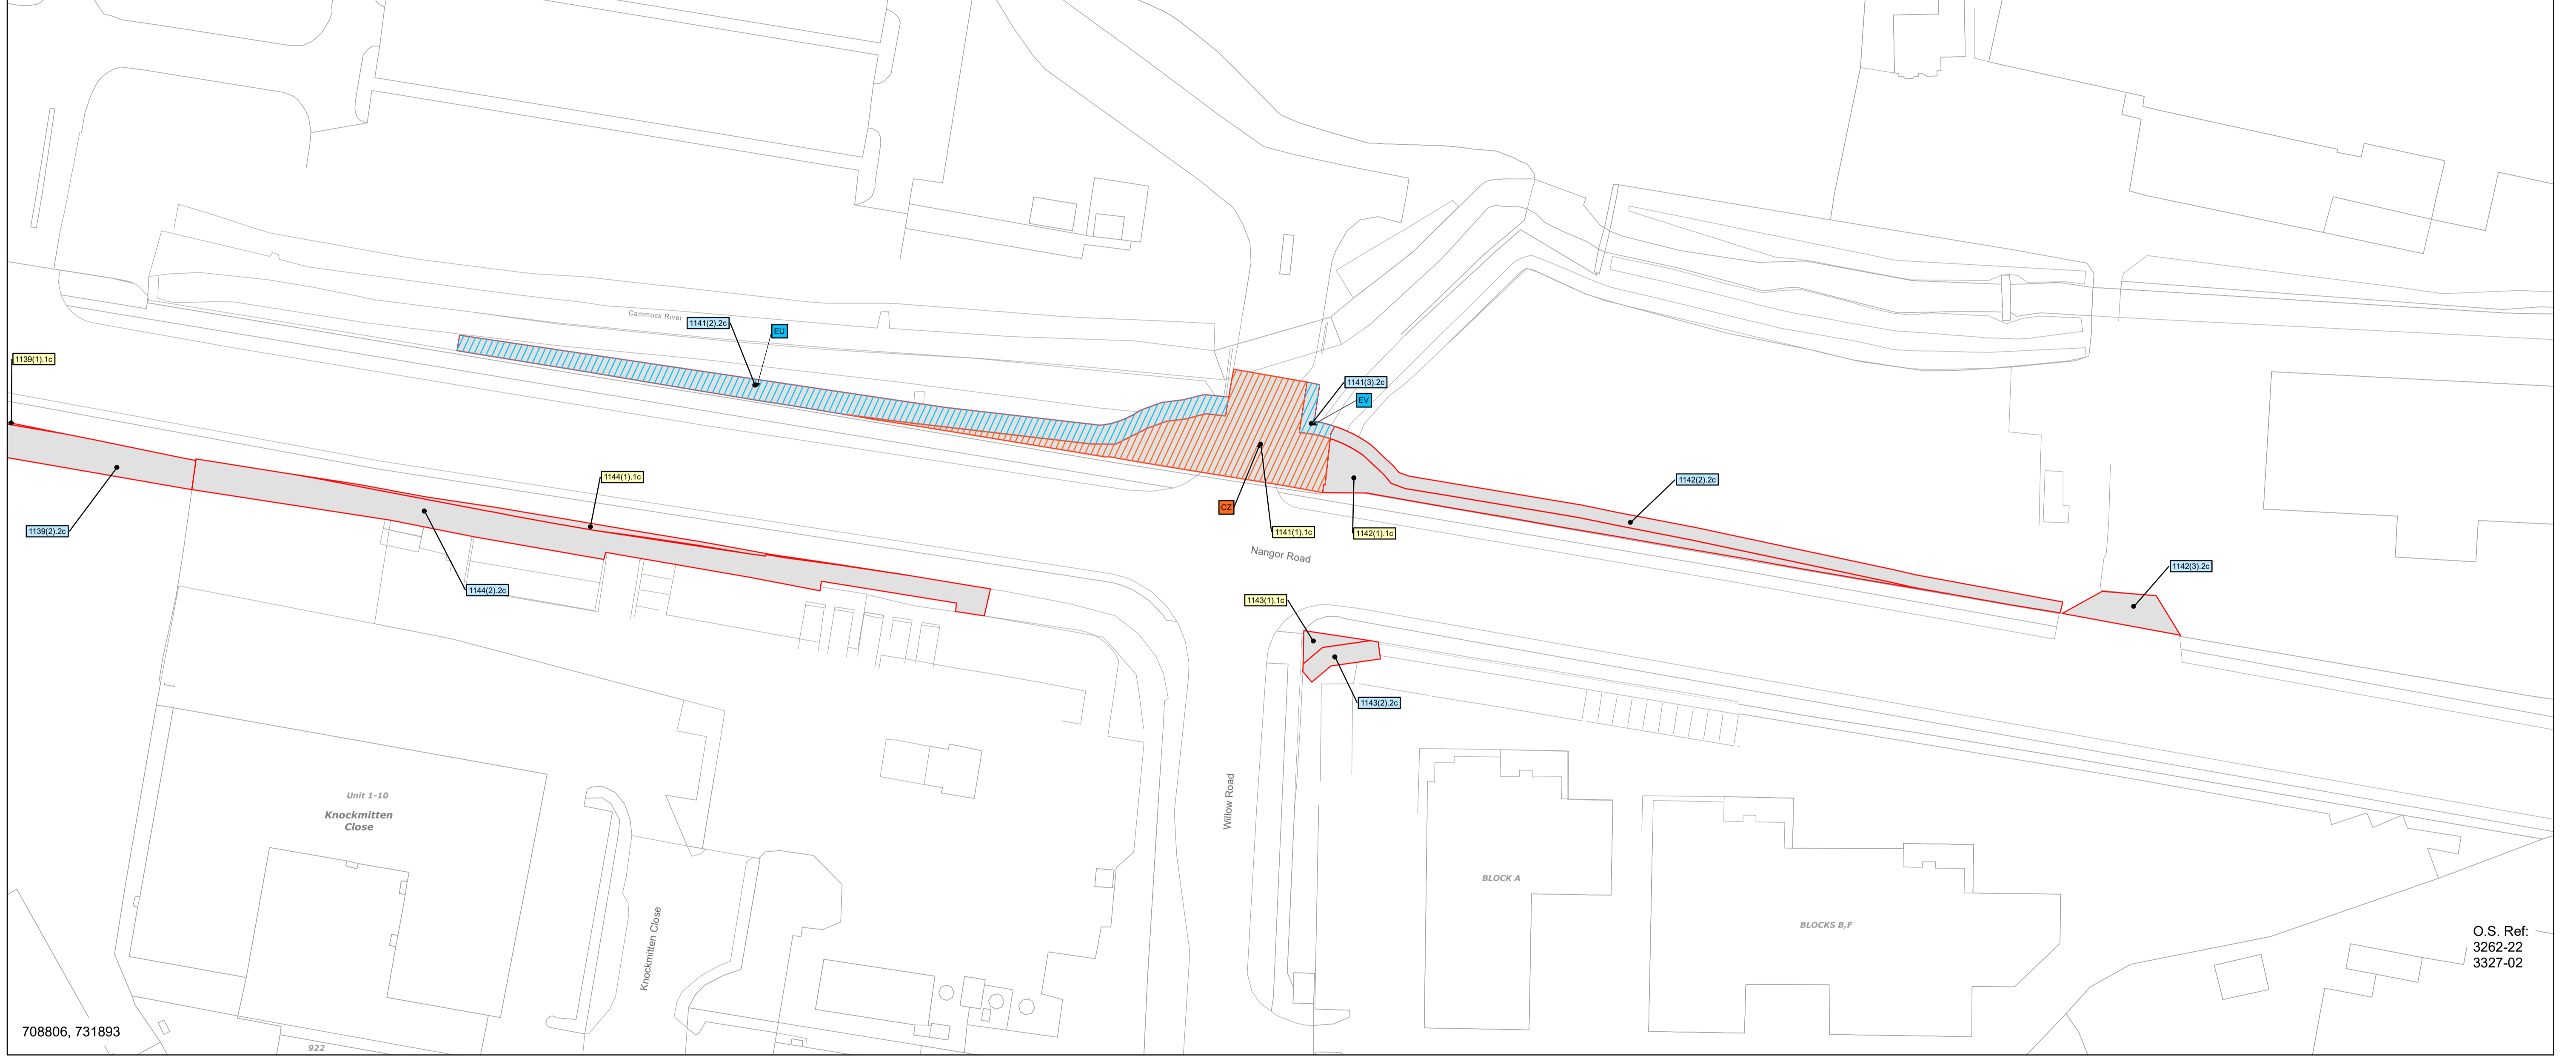 Cammock River
1141(2).2c
EU
1139(1).1c
1141(3).2c
EV
1144(1).1c
1142(2).2c
CZ
1139(2).2c
1141(1).1c
1142(1).1c
Nangor Road
1142(3).2c
1144(2).2c
1143(1).1c
1143(2).2c
Unit 1-10
Knockmitten
Close
Willow Road
BLOCK A
BLOCKS B,F
Knockmitten Close
O.S. Ref:
3262-22
3327-02
708806, 731893
922